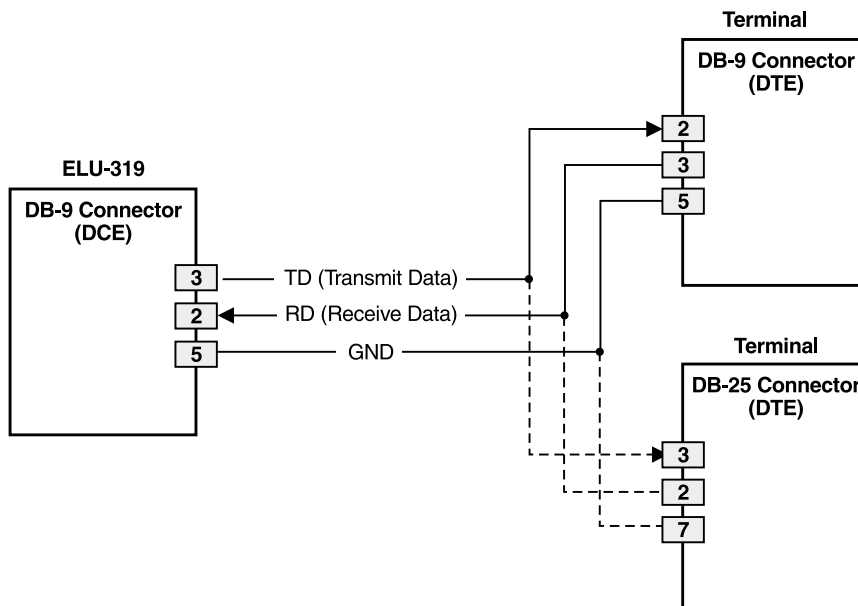 Terminal
DB-9 Connector
(DTE)
2
3
5
ELU-319
DB-9 Connector
(DCE)
3
TD (Transmit Data)
2
RD (Receive Data)
5
GND
Terminal
DB-25 Connector
(DTE)
3
2
7